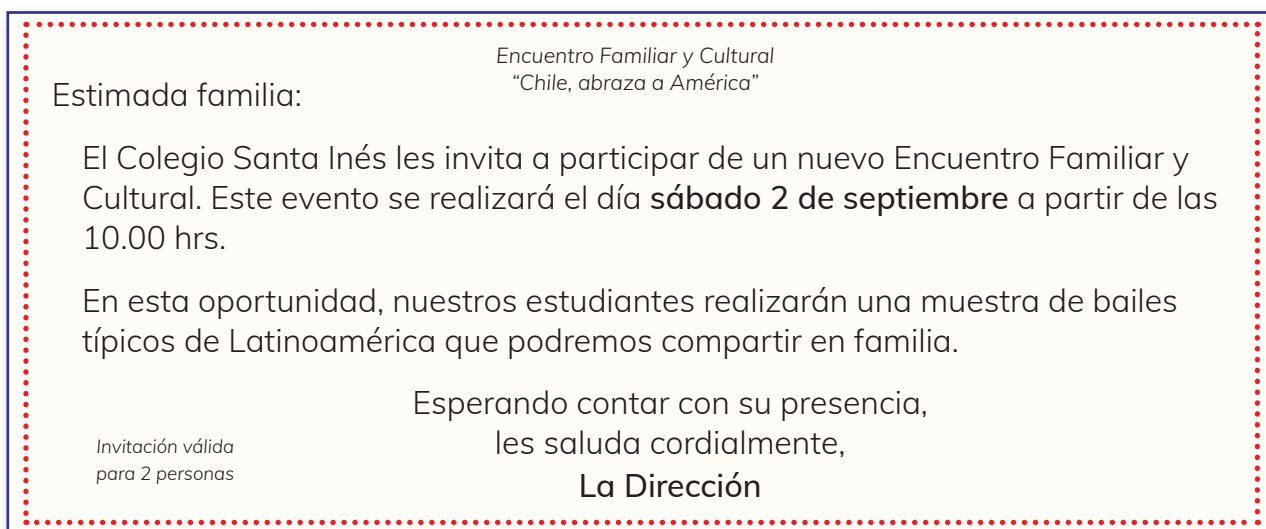 Encuentro Familiar y Cultural
“Chile, abraza a América”
Estimada familia:
El Colegio Santa Inés les invita a participar de un nuevo Encuentro Familiar y
Cultural. Este evento se realizará el día sábado 2 de septiembre a partir de las
10.00 hrs.
En esta oportunidad, nuestros estudiantes realizarán una muestra de bailes
típicos de Latinoamérica que podremos compartir en familia.
Esperando contar con su presencia,
les saluda cordialmente,
La Dirección
Invitación válida
para 2 personas